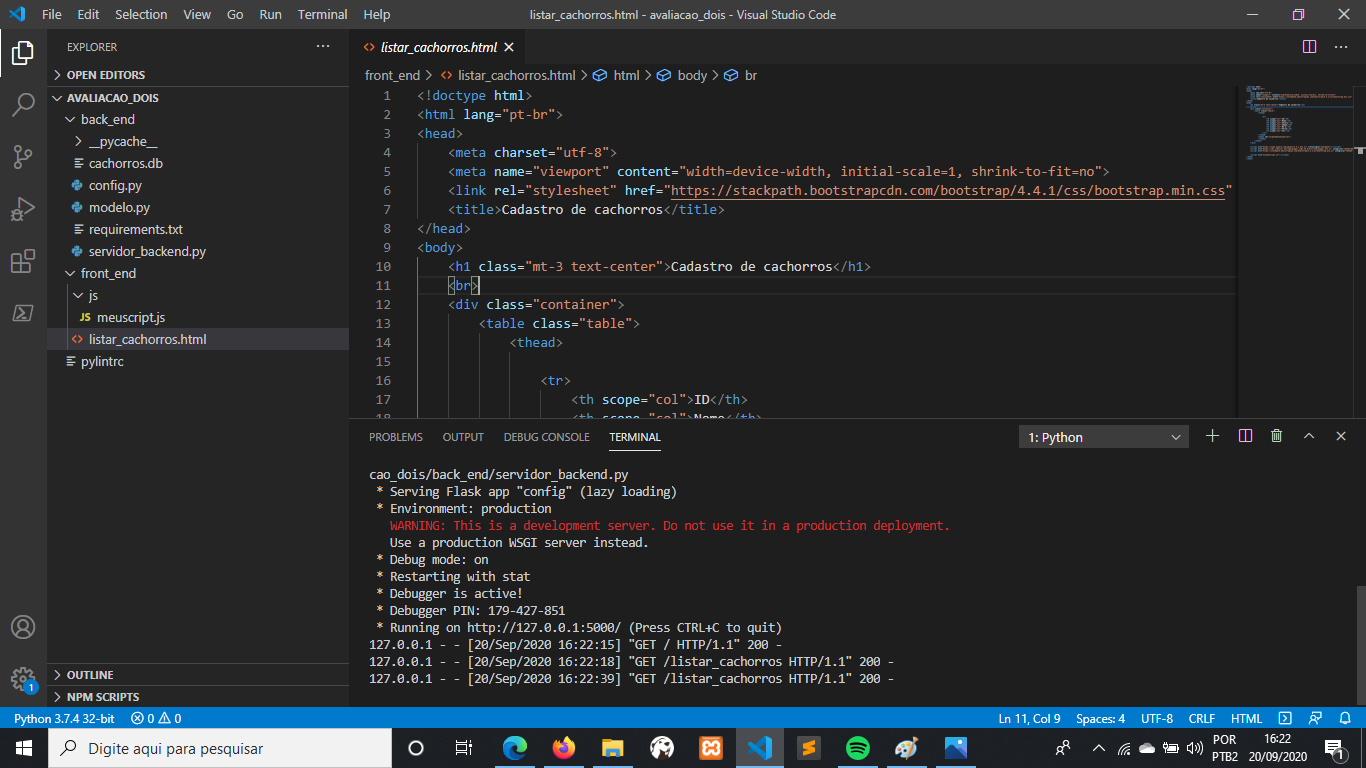 File Edit Selection View Go Run Terminal Help listar_cachorros.html - avaliacao_dois - Visual Studio Code
EXPLORER
OPEN EDITORS
AVALIACAO_DOIS
back_end
__pycache__
cachorros.db
config.py
modelo.py
requirements.txt
servidor_backend.py
front_end
js
JS meuscript.js
listar_cachorros.html
pylintrc
OUTLINE
NPM SCRIPTS
listar_cachorros.html
front_end > listar_cachorros.html > html > body > br
1 <!doctype html>
2 <html lang="pt-br">
3 <head>
4 <meta charset="utf-8">
5 <meta name="viewport" content="width=device-width, initial-scale=1, shrink-to-fit=no">
6 <link rel="stylesheet" href="https://stackpath.bootstrapcdn.com/bootstrap/4.4.1/css/bootstrap.min.css"
7 <title>Cadastro de cachorros</title>
8 </head>
9 <body>
10 <h1 class="mt-3 text-center">Cadastro de cachorros</h1>
11 <br>
12 <div class="container">
13 <table class="table">
14 <thead>
15
16 <tr>
17 <th scope="col">ID</th>
18 <th scope="col">Nome</th>
PROBLEMS OUTPUT DEBUG CONSOLE TERMINAL 1: Python
cao_dois/back_end/servidor_backend.py
* Serving Flask app "config" (lazy loading)
* Environment: production
WARNING: This is a development server. Do not use it in a production deployment.
Use a production WSGI server instead.
* Debug mode: on
* Restarting with stat
* Debugger is active!
* Debugger PIN: 179-427-851
* Running on http://127.0.0.1:5000/ (Press CTRL+C to quit)
127.0.0.1 - - [20/Sep/2020 16:22:15] "GET / HTTP/1.1" 200 -
127.0.0.1 - - [20/Sep/2020 16:22:18] "GET /listar_cachorros HTTP/1.1" 200 -
127.0.0.1 - - [20/Sep/2020 16:22:39] "GET /listar_cachorros HTTP/1.1" 200 -
1
Python 3.7.4 32-bit 0 0 Ln 11, Col 9 Spaces: 4 UTF-8 CRLF HTML
Digite aqui para pesquisar
POR
PTB2
16:22
20/09/2020
1